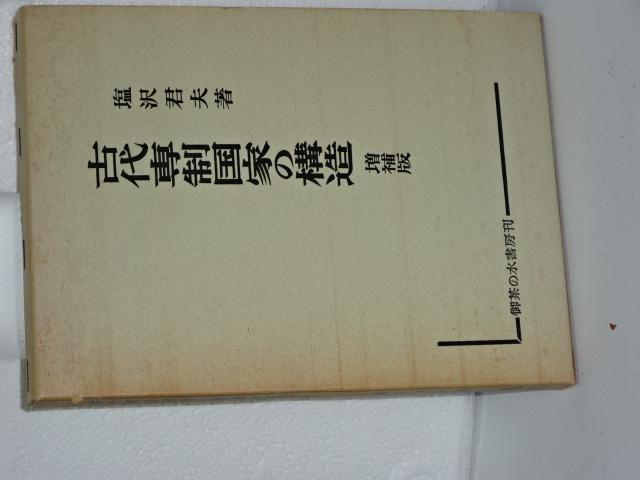 塩沢君夫著
古代専制国家の構造
増補版
御茶の水書房刊